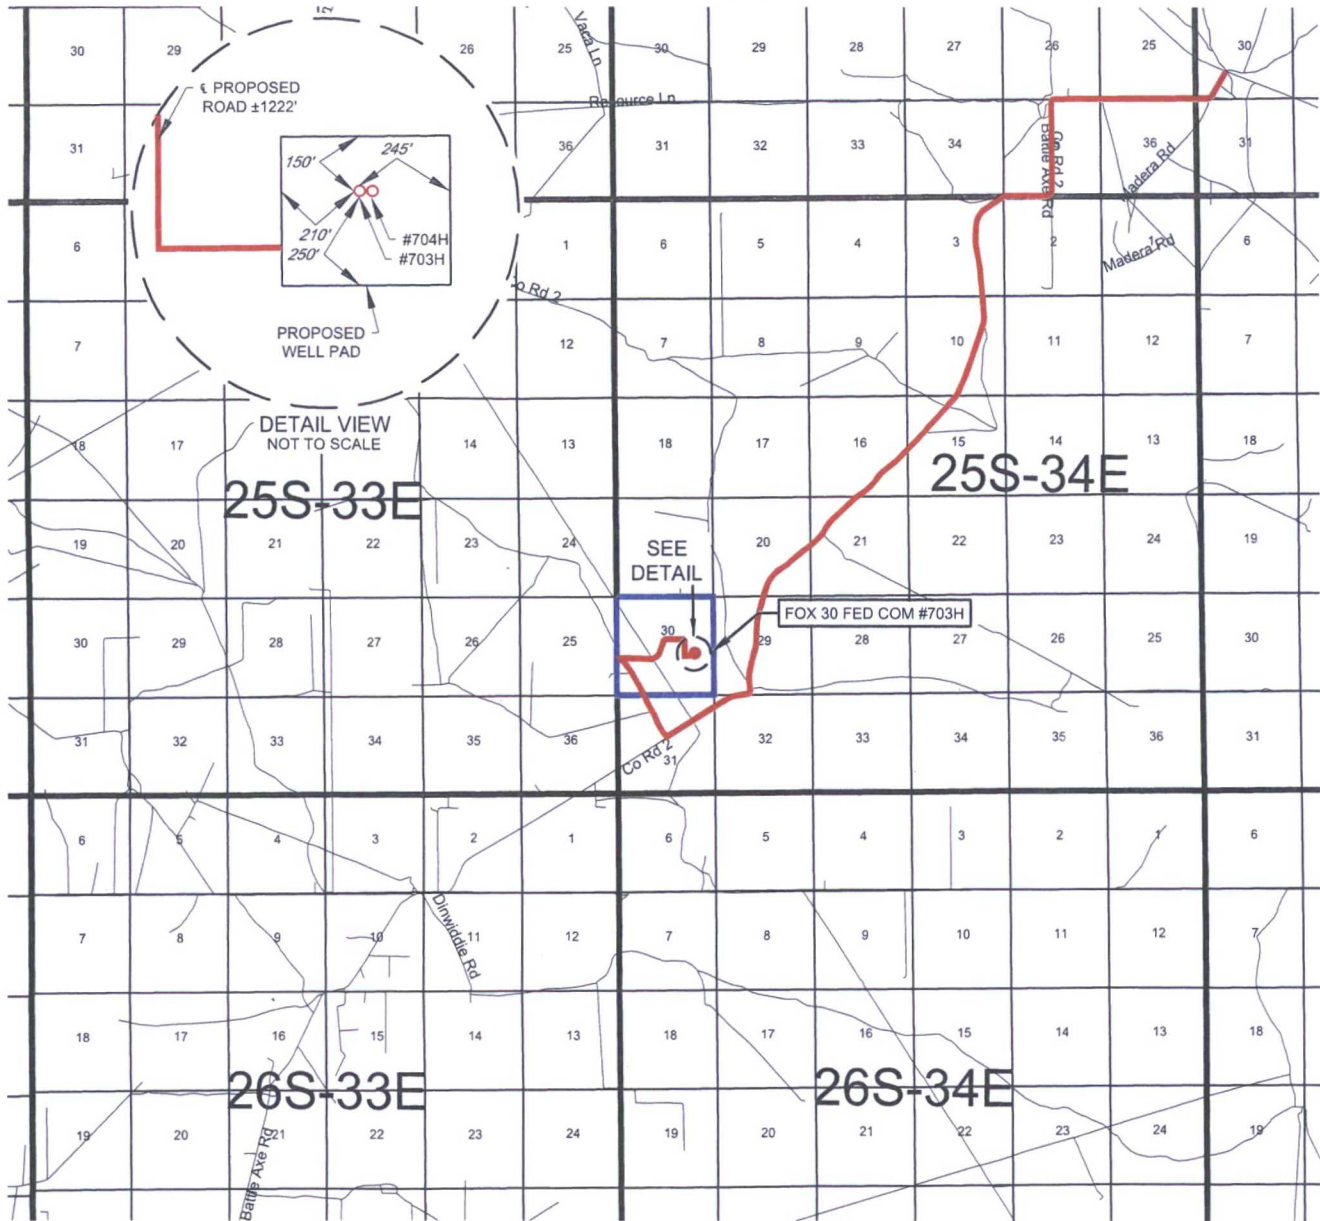 30 29 26 25 30 29 28 27 26 25 30
Vaca Ln
℄ PROPOSED
ROAD ±1222'
Resource Ln
31 36 31 32 33 34 36 31
Battle Axe Rd
Co Rd 2
Madera Rd
150' 245'
210'
250'
#704H
#703H
6 1 6 5 4 3 2 1 6
Madera Rd
Co Rd 2
PROPOSED
WELL PAD
7 12 7 8 9 10 11 12 7
DETAIL VIEW
NOT TO SCALE
18 17 14 13 18 17 16 15 14 13 18
25S-33E 25S-34E
19 20 21 22 23 24 20 21 22 23 24 19
SEE
DETAIL
FOX 30 FED COM #703H
30 29 28 27 26 25 30 29 28 27 26 25 30
31 32 33 34 35 36 31 32 33 34 35 36 31
Co Rd 2
6 5 4 3 2 1 6 5 4 3 2 1 6
Dinwiddie Rd
7 8 9 10 11 12 7 8 9 10 11 12 7
18 17 16 15 14 13 18 17 16 15 14 13 18
26S-33E 26S-34E
19 20 21 22 23 24 19 20 21 22 23 24 19
Battle Axe Rd